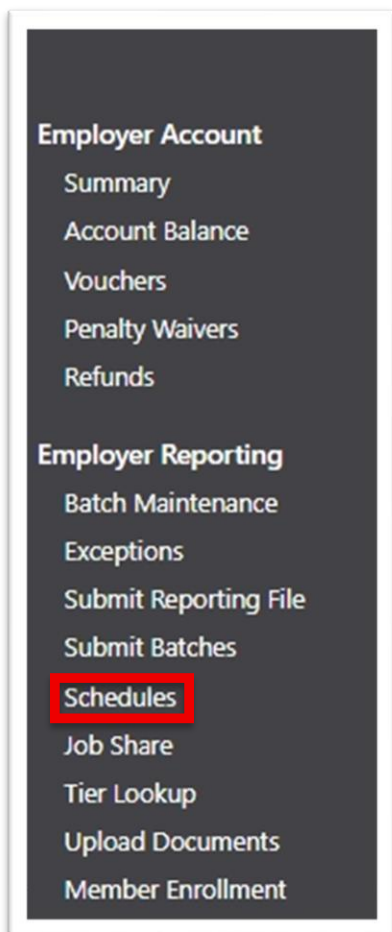 Employer Account
Summary
Account Balance
Vouchers
Penalty Waivers
Refunds
Employer Reporting
Batch Maintenance
Exceptions
Submit Reporting File
Submit Batches
Schedules
Job Share
Tier Lookup
Upload Documents
Member Enrollment